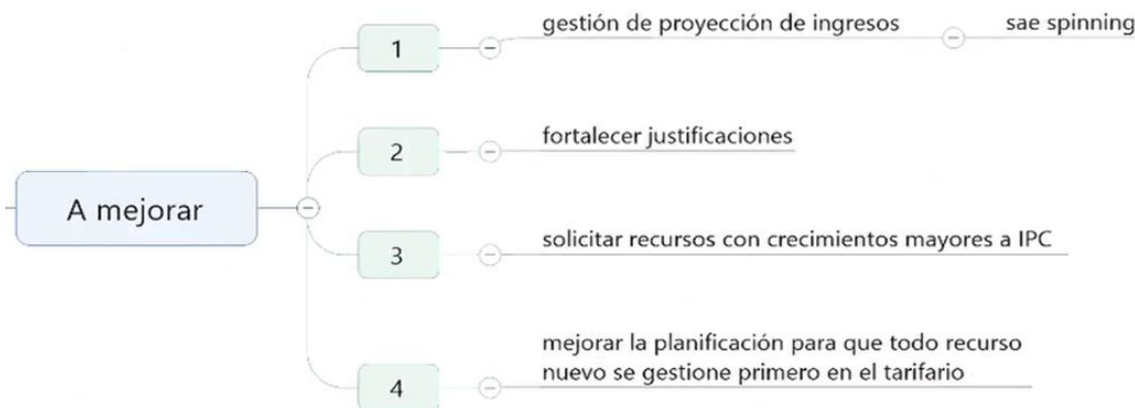 A mejorar
1
gestión de proyección de ingresos
sae spinning
2
fortalecer justificaciones
3
solicitar recursos con crecimientos mayores a IPC
4
mejorar la planificación para que todo recurso
nuevo se gestione primero en el tarifario